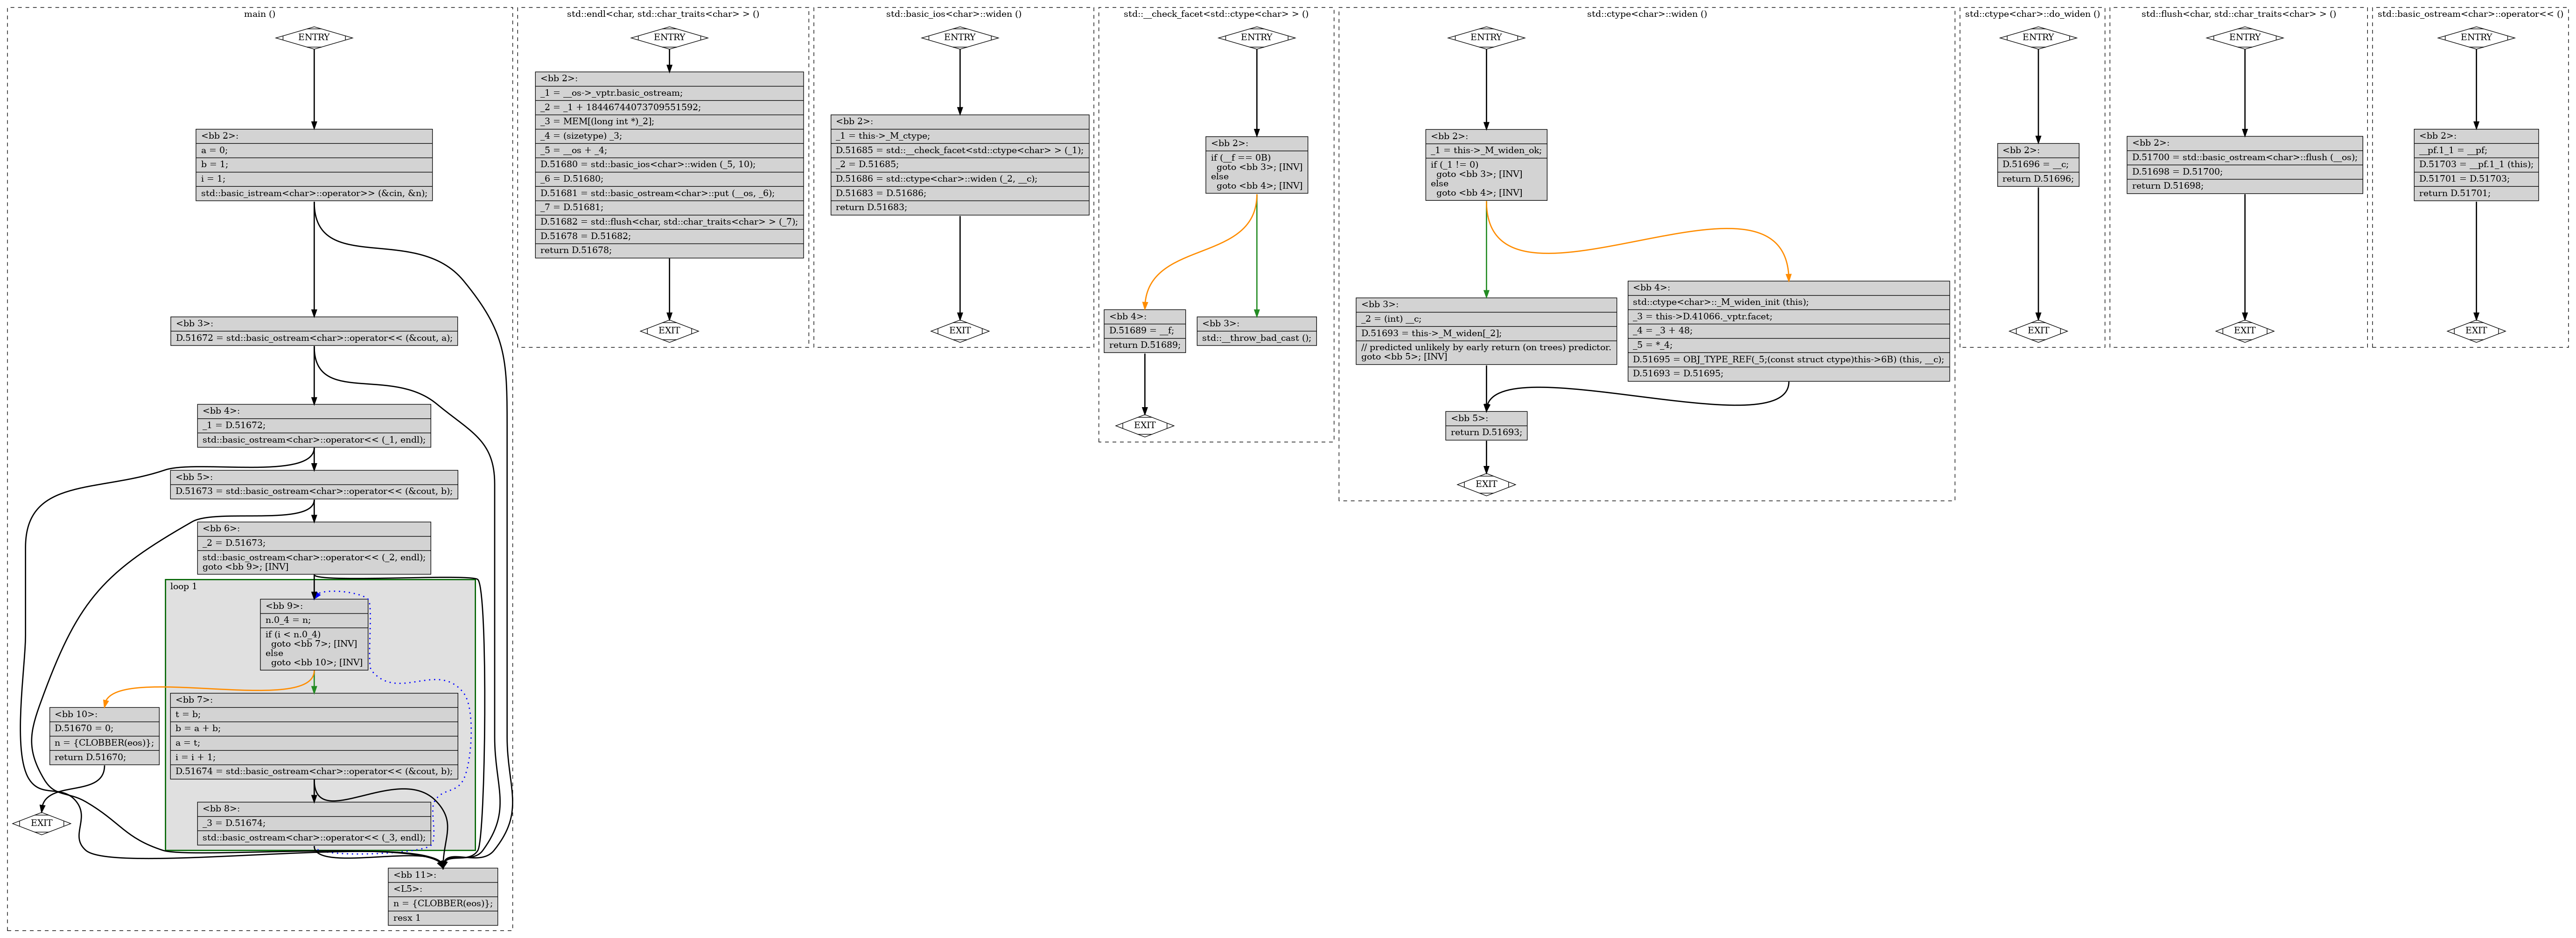 main ()
ENTRY
<bb 2>:
a = 0;
b = 1;
i = 1;
std::basic_istream<char>::operator>> (&cin, &n);
<bb 3>:
D.51672 = std::basic_ostream<char>::operator<< (&cout, a);
<bb 4>:
_1 = D.51672;
std::basic_ostream<char>::operator<< (_1, endl);
<bb 5>:
D.51673 = std::basic_ostream<char>::operator<< (&cout, b);
<bb 6>:
_2 = D.51673;
std::basic_ostream<char>::operator<< (_2, endl);
goto <bb 9>; [INV]
loop 1
<bb 9>:
n.0_4 = n;
if (i < n.0_4)
goto <bb 7>; [INV]
else
goto <bb 10>; [INV]
<bb 10>:
D.51670 = 0;
n = {CLOBBER(eos)};
return D.51670;
<bb 7>:
t = b;
b = a + b;
a = t;
i = i + 1;
D.51674 = std::basic_ostream<char>::operator<< (&cout, b);
<bb 8>:
_3 = D.51674;
std::basic_ostream<char>::operator<< (_3, endl);
EXIT
<bb 11>:
<L5>:
n = {CLOBBER(eos)};
resx 1
std::endl<char, std::char_traits<char> > ()
ENTRY
<bb 2>:
_1 = __os->_vptr.basic_ostream;
_2 = _1 + 18446744073709551592;
_3 = MEM[(long int *)_2];
_4 = (sizetype) _3;
_5 = __os + _4;
D.51680 = std::basic_ios<char>::widen (_5, 10);
_6 = D.51680;
D.51681 = std::basic_ostream<char>::put (__os, _6);
_7 = D.51681;
D.51682 = std::flush<char, std::char_traits<char> > (_7);
D.51678 = D.51682;
return D.51678;
EXIT
std::basic_ios<char>::widen ()
ENTRY
<bb 2>:
_1 = this->_M_ctype;
D.51685 = std::__check_facet<std::ctype<char> > (_1);
_2 = D.51685;
D.51686 = std::ctype<char>::widen (_2, __c);
D.51683 = D.51686;
return D.51683;
EXIT
std::__check_facet<std::ctype<char> > ()
ENTRY
<bb 2>:
if (__f == 0B)
goto <bb 3>; [INV]
else
goto <bb 4>; [INV]
<bb 4>:
D.51689 = __f;
return D.51689;
<bb 3>:
std::__throw_bad_cast ();
EXIT
std::ctype<char>::widen ()
ENTRY
<bb 2>:
_1 = this->_M_widen_ok;
if (_1 != 0)
goto <bb 3>; [INV]
else
goto <bb 4>; [INV]
<bb 3>:
_2 = (int) __c;
D.51693 = this->_M_widen[_2];
// predicted unlikely by early return (on trees) predictor.
goto <bb 5>; [INV]
<bb 4>:
std::ctype<char>::_M_widen_init (this);
_3 = this->D.41066._vptr.facet;
_4 = _3 + 48;
_5 = *_4;
D.51695 = OBJ_TYPE_REF(_5;(const struct ctype)this->6B) (this, __c);
D.51693 = D.51695;
<bb 5>:
return D.51693;
EXIT
std::ctype<char>::do_widen ()
ENTRY
<bb 2>:
D.51696 = __c;
return D.51696;
EXIT
std::flush<char, std::char_traits<char> > ()
ENTRY
<bb 2>:
D.51700 = std::basic_ostream<char>::flush (__os);
D.51698 = D.51700;
return D.51698;
EXIT
std::basic_ostream<char>::operator<< ()
ENTRY
<bb 2>:
__pf.1_1 = __pf;
D.51703 = __pf.1_1 (this);
D.51701 = D.51703;
return D.51701;
EXIT